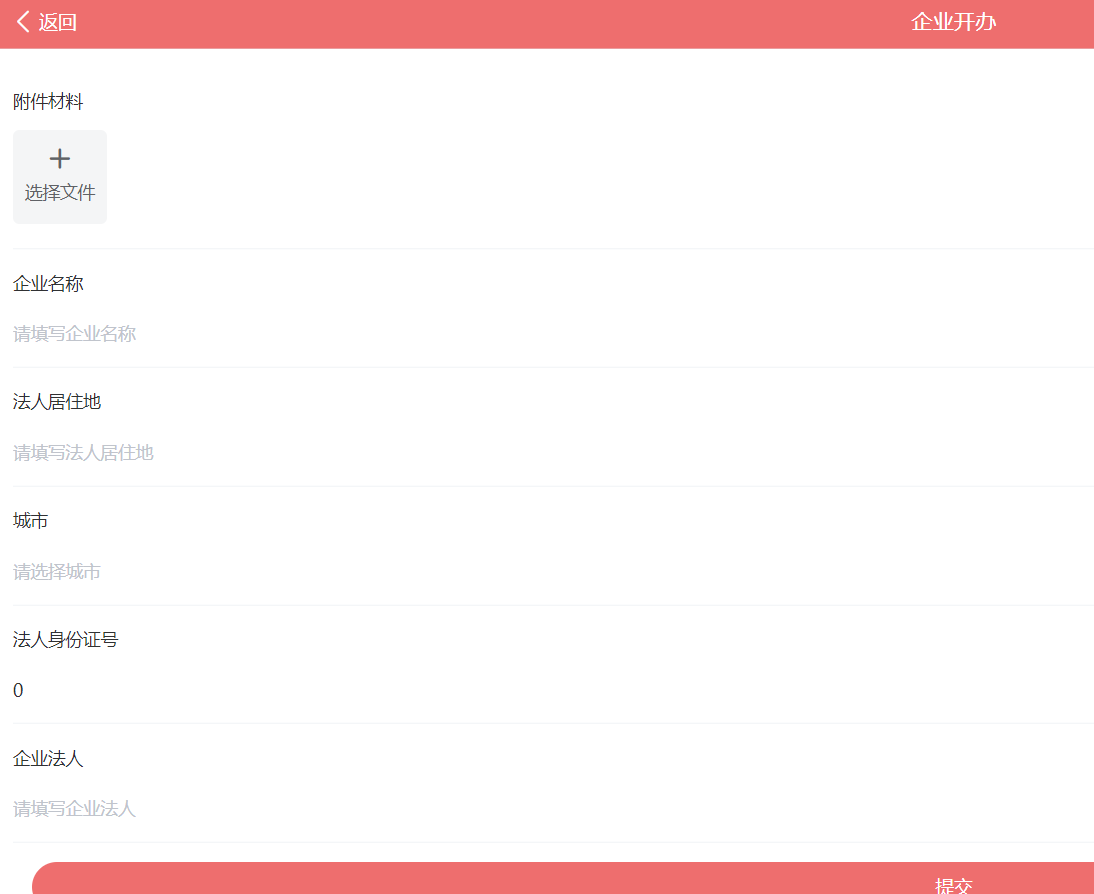 返回
企业开办
附件材料
选择文件
企业名称
请填写企业名称
法人居住地
请填写法人居住地
城市
请选择城市
法人身份证号
0
企业法人
请填写企业法人
提交